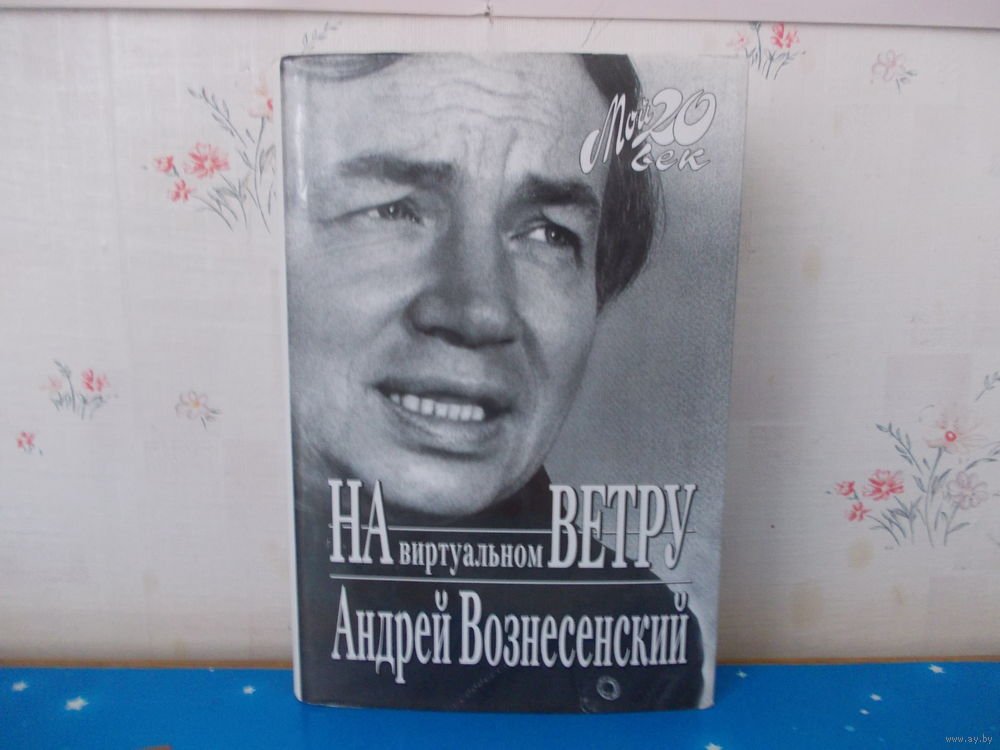 Мой 20
век
НА виртуальном ВЕТРУ
Андрей Вознесенский
www.ay.by